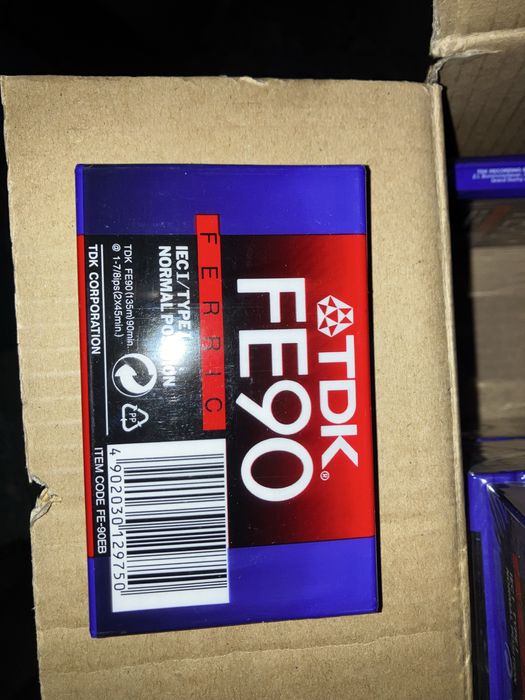 TDK®
FE90
FERRIC
IEC I/TYPE I
NORMAL POSITION
TDK FE90(135m)90min.
@ 1-7/8ips(2X45min.)
TDK CORPORATION
PP
4 902030 129750
ITEM CODE FE-90EB